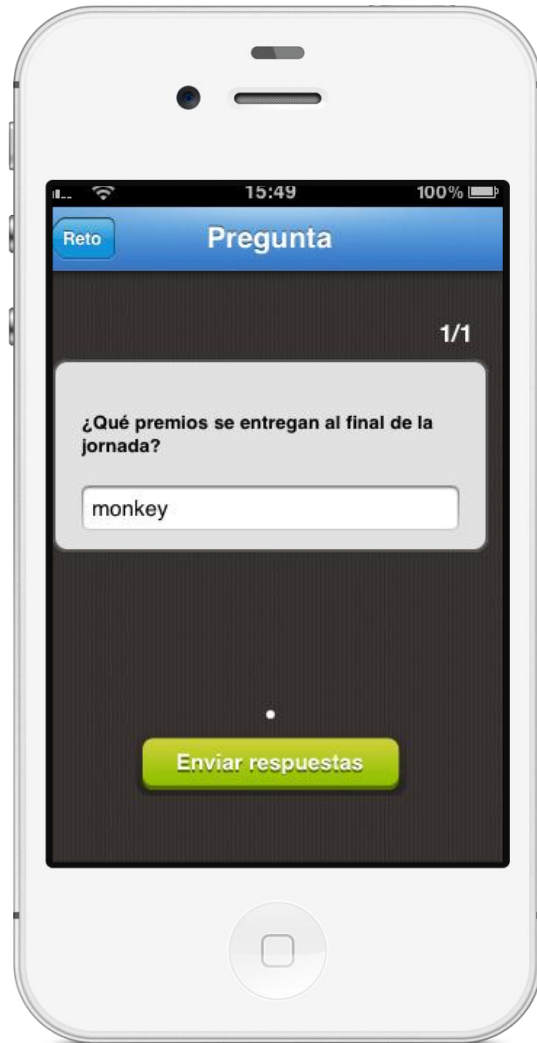 15:49 100%
Reto Pregunta
1/1
¿Qué premios se entregan al final de la
jornada?
monkey
Enviar respuestas